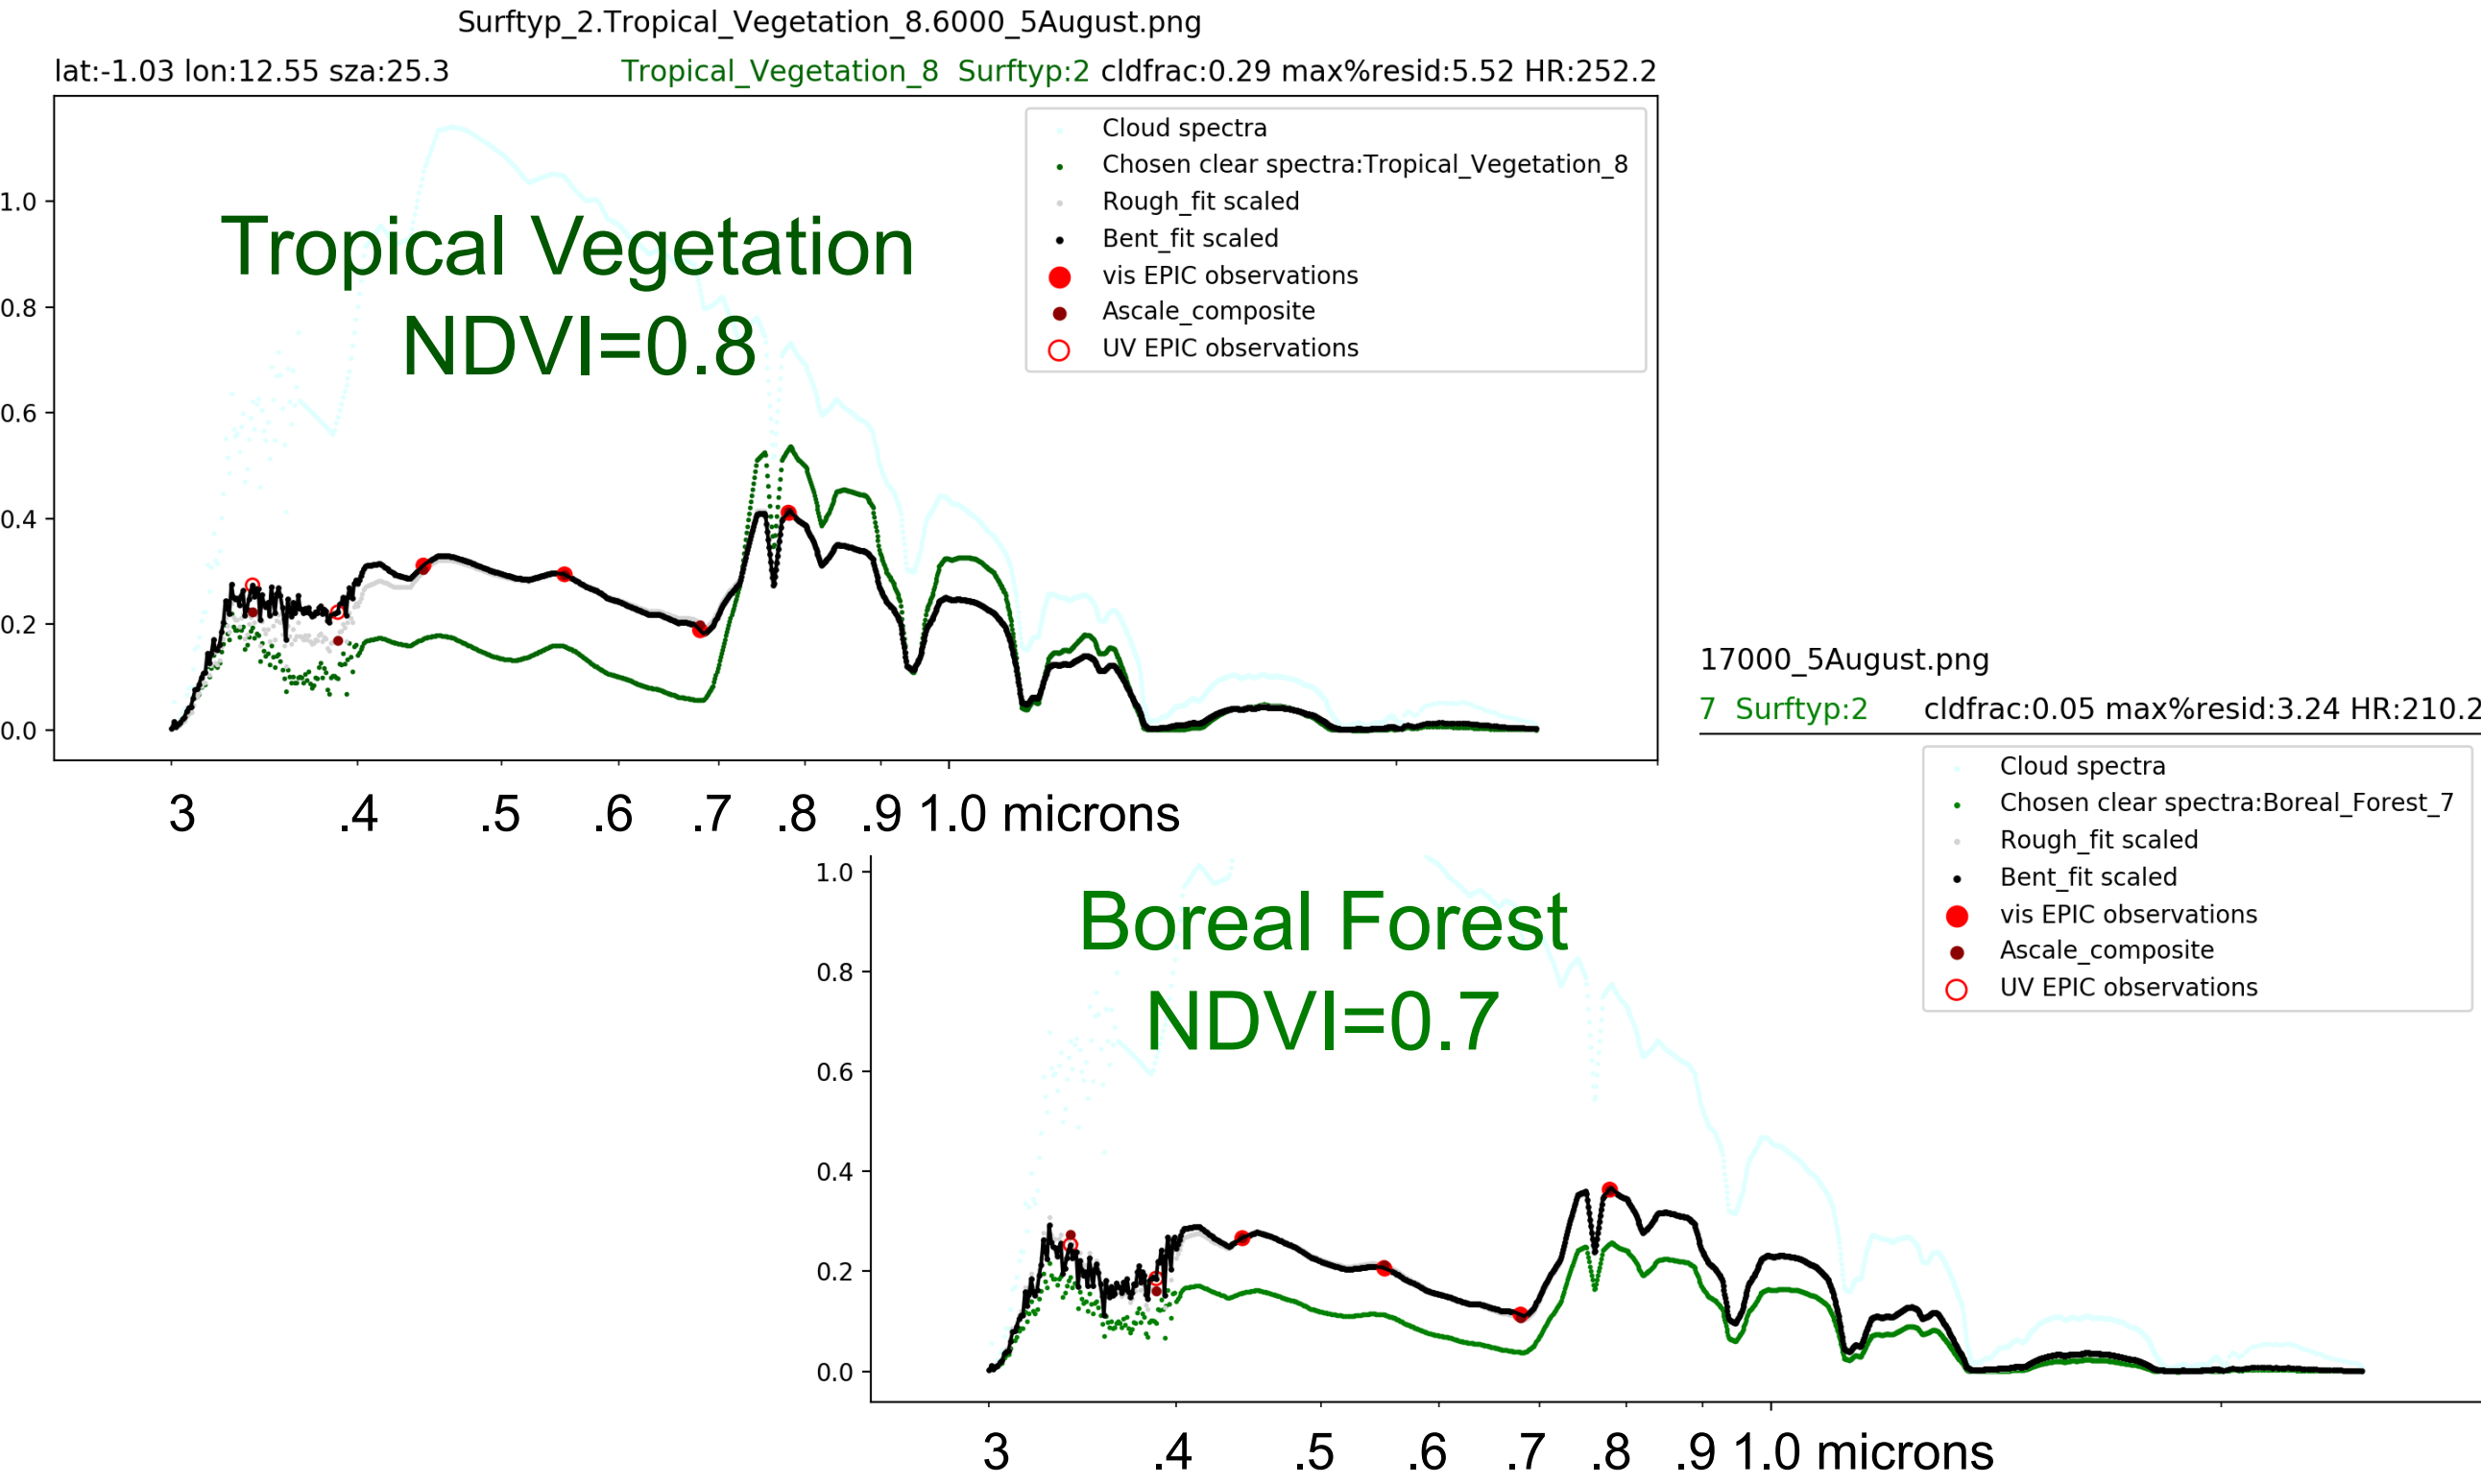 Surftyp_2.Tropical_Vegetation_8.6000_5August.png
lat:-1.03 lon:12.55 sza:25.3 Tropical_Vegetation_8 Surftyp:2 cldfrac:0.29 max%resid:5.52 HR:252.2
Cloud spectra
Chosen clear spectra:Tropical_Vegetation_8
Rough_fit scaled
Bent_fit scaled
vis EPIC observations
Ascale_composite
UV EPIC observations
Tropical Vegetation
NDVI=0.8
1.0
0.8
0.6
0.4
0.2
0.0
3 .4 .5 .6 .7 .8 .9 1.0 microns
17000_5August.png
7 Surftyp:2 cldfrac:0.05 max%resid:3.24 HR:210.2
Cloud spectra
Chosen clear spectra:Boreal_Forest_7
Rough_fit scaled
Bent_fit scaled
vis EPIC observations
Ascale_composite
UV EPIC observations
Boreal Forest
NDVI=0.7
1.0
0.8
0.6
0.4
0.2
0.0
3 .4 .5 .6 .7 .8 .9 1.0 microns